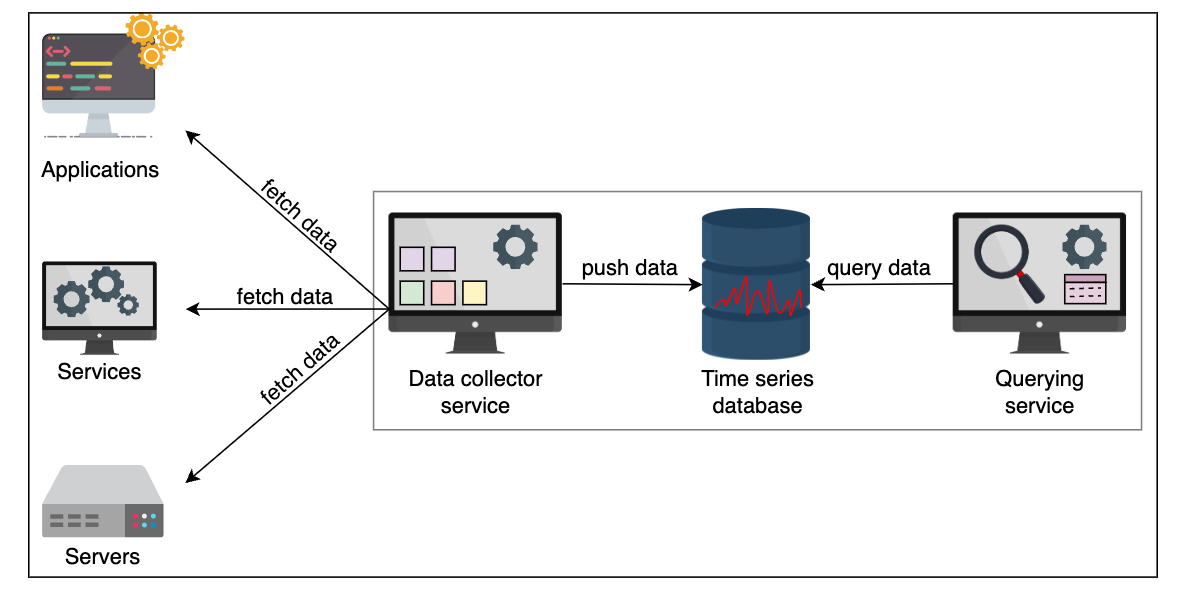 Applications
fetch data
push data
query data
fetch data
Services
fetch data
Data collector
service
Time series
database
Querying
service
Servers